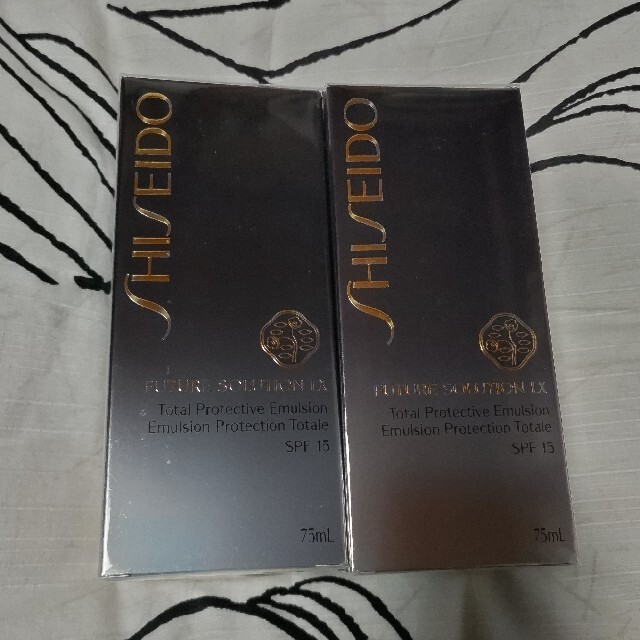 SHISEIDO
FUTURE SOLUTION LX
Total Protective Emulsion
Emulsion Protection Totale
SPF 15
75mL
SHISEIDO
FUTURE SOLUTION LX
Total Protective Emulsion
Emulsion Protection Totale
SPF 15
75mL